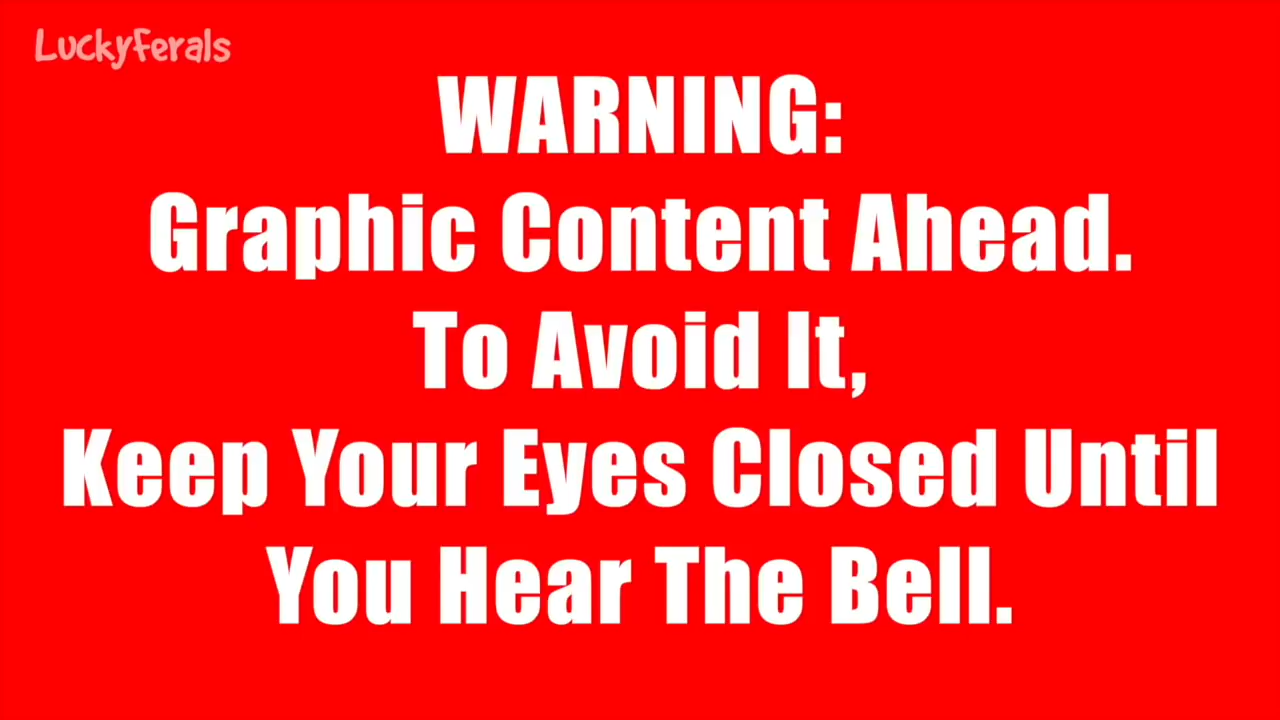 LuckyFerals
WARNING:
Graphic Content Ahead.
To Avoid It,
Keep Your Eyes Closed Until
You Hear The Bell.